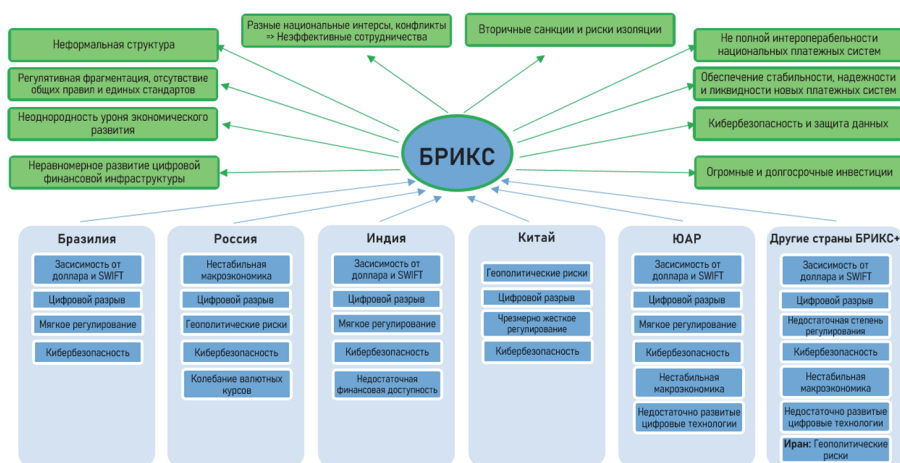 Разные национальные интерсы, конфликты
=> Неэффективные сотрудничества
Вторичные санкции и риски изоляции
Неформальная структура
Не полной интероперабельности
национальных платежных систем
Регулятивная фрагментация, отсутствие
общих правил и единых стандартов
Обеспечение стабильности, надежности
и ликвидности новых платежных систем
Неоднородность уроня экономического
развития
Кибербезопасность и защита данных
Неравномерное развитие цифровой
финансовой инфраструктуры
Огромные и долгосрочные инвестиции
БРИКС
Бразилия
Засисимость от
доллара и SWIFT
Цифровой разрыв
Мягкое регулирование
Кибербезопасность
Россия
Нестабильная
макроэкономика
Цифровой разрыв
Геополитические риски
Кибербезопасность
Колебание валютных
курсов
Индия
Засисимость от
доллара и SWIFT
Цифровой разрыв
Мягкое регулирование
Кибербезопасность
Недостаточная
финансовая доступность
Китай
Геополитические риски
Цифровой разрыв
Чрезмерно жесткое
регулирование
Кибербезопасность
ЮАР
Засисимость от
доллара и SWIFT
Цифровой разрыв
Мягкое регулирование
Кибербезопасность
Нестабильная
макроэкономика
Недостаточно развитые
цифровые технологии
Другие страны БРИКС+
Засисимость от
доллара и SWIFT
Цифровой разрыв
Недостаточная степень
регулирования
Кибербезопасность
Нестабильная
макроэкономика
Недостаточно развитые
цифровые технологии
Иран: Геополитические
риски